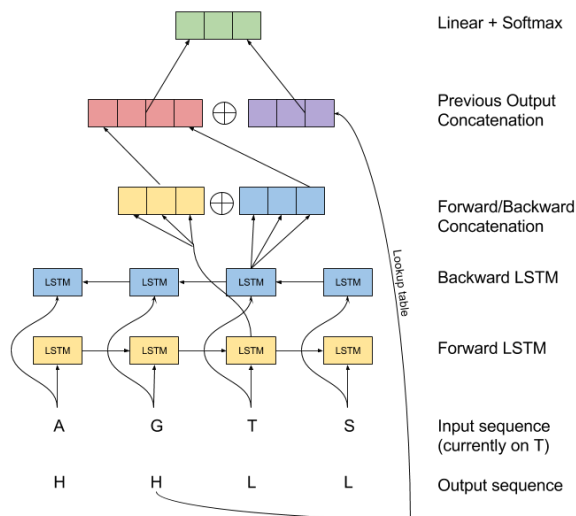 Linear + Softmax
Previous Output
Concatenation
Forward/Backward
Concatenation
LSTM LSTM LSTM LSTM Backward LSTM
Lookup table
LSTM LSTM LSTM LSTM Forward LSTM
A G T S Input sequence
(currently on T)
H H L L Output sequence